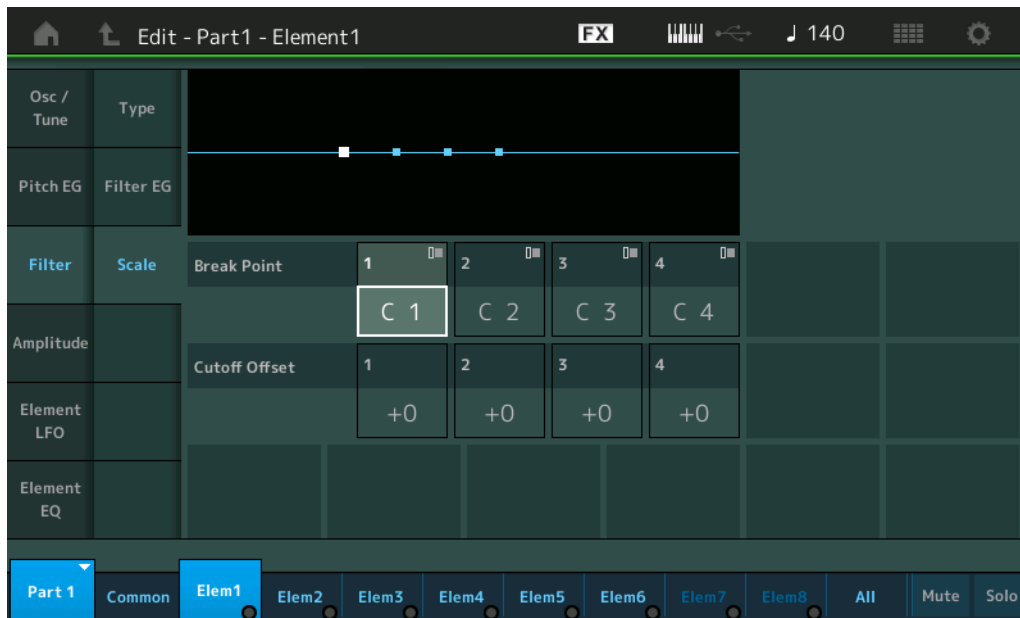 Edit - Part1 - Element1 FX ♩ 140
Osc /
Tune
Type
Pitch EG
Filter EG
Filter
Scale
Break Point 1 2 3 4
C 1 C 2 C 3 C 4
Amplitude
Cutoff Offset 1 2 3 4
+0 +0 +0 +0
Element
LFO
Element
EQ
Part 1 Common Elem1 Elem2 Elem3 Elem4 Elem5 Elem6 Elem7 Elem8 All Mute Solo